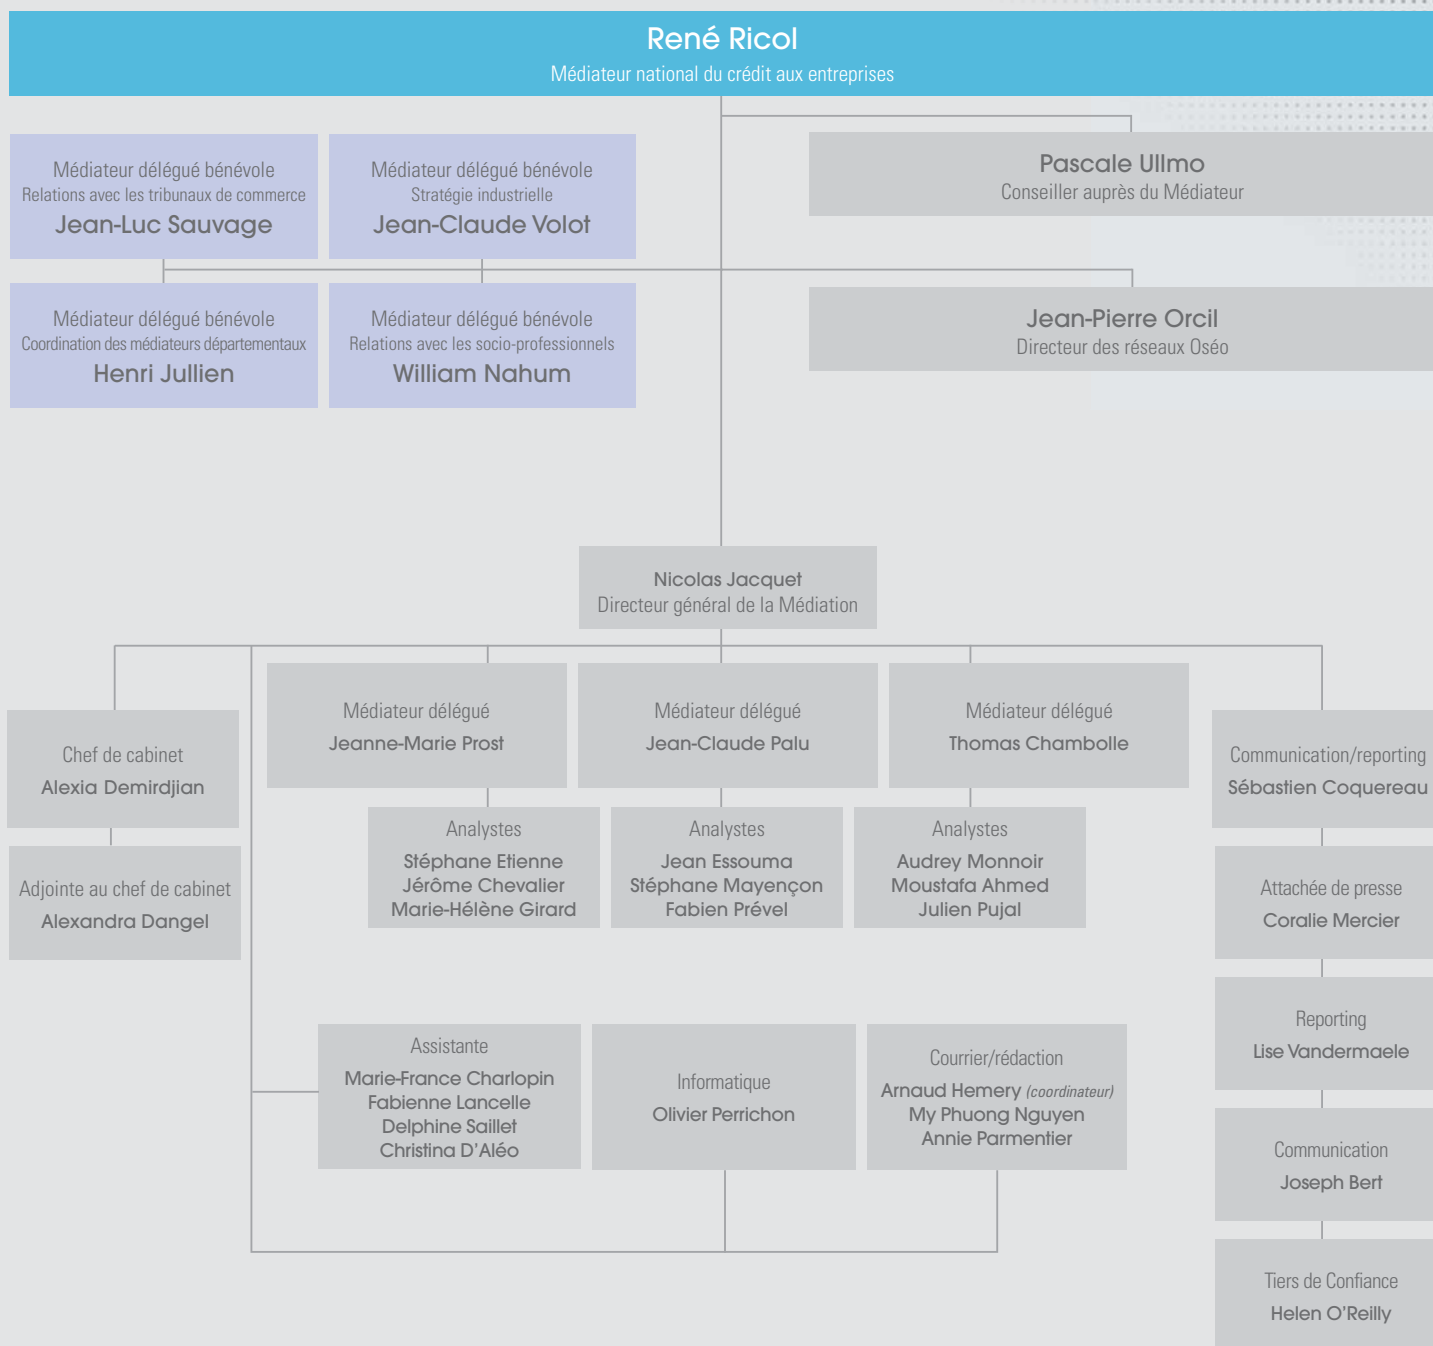 René Ricol
Médiateur national du crédit aux entreprises
Médiateur délégué bénévole
Relations avec les tribunaux de commerce
Jean-Luc Sauvage
Médiateur délégué bénévole
Stratégie industrielle
Jean-Claude Volot
Pascale Ullmo
Conseiller auprès du Médiateur
Médiateur délégué bénévole
Coordination des médiateurs départementaux
Henri Jullien
Médiateur délégué bénévole
Relations avec les socio-professionnels
William Nahum
Jean-Pierre Orcil
Directeur des réseaux Oséo
Nicolas Jacquet
Directeur général de la Médiation
Chef de cabinet
Alexia Demirdjian
Adjointe au chef de cabinet
Alexandra Dangel
Médiateur délégué
Jeanne-Marie Prost
Analystes
Stéphane Etienne
Jérôme Chevalier
Marie-Hélène Girard
Médiateur délégué
Jean-Claude Palu
Analystes
Jean Essouma
Stéphane Mayençon
Fabien Prével
Médiateur délégué
Thomas Chambolle
Analystes
Audrey Monnoir
Moustafa Ahmed
Julien Pujal
Communication/reporting
Sébastien Coquereau
Attachée de presse
Coralie Mercier
Reporting
Lise Vandermaele
Communication
Joseph Bert
Tiers de Confiance
Helen O'Reilly
Assistante
Marie-France Charlopin
Fabienne Lancelle
Delphine Saillet
Christina D'Aléo
Informatique
Olivier Perrichon
Courrier/rédaction
Arnaud Hemery (coordinateur)
My Phuong Nguyen
Annie Parmentier